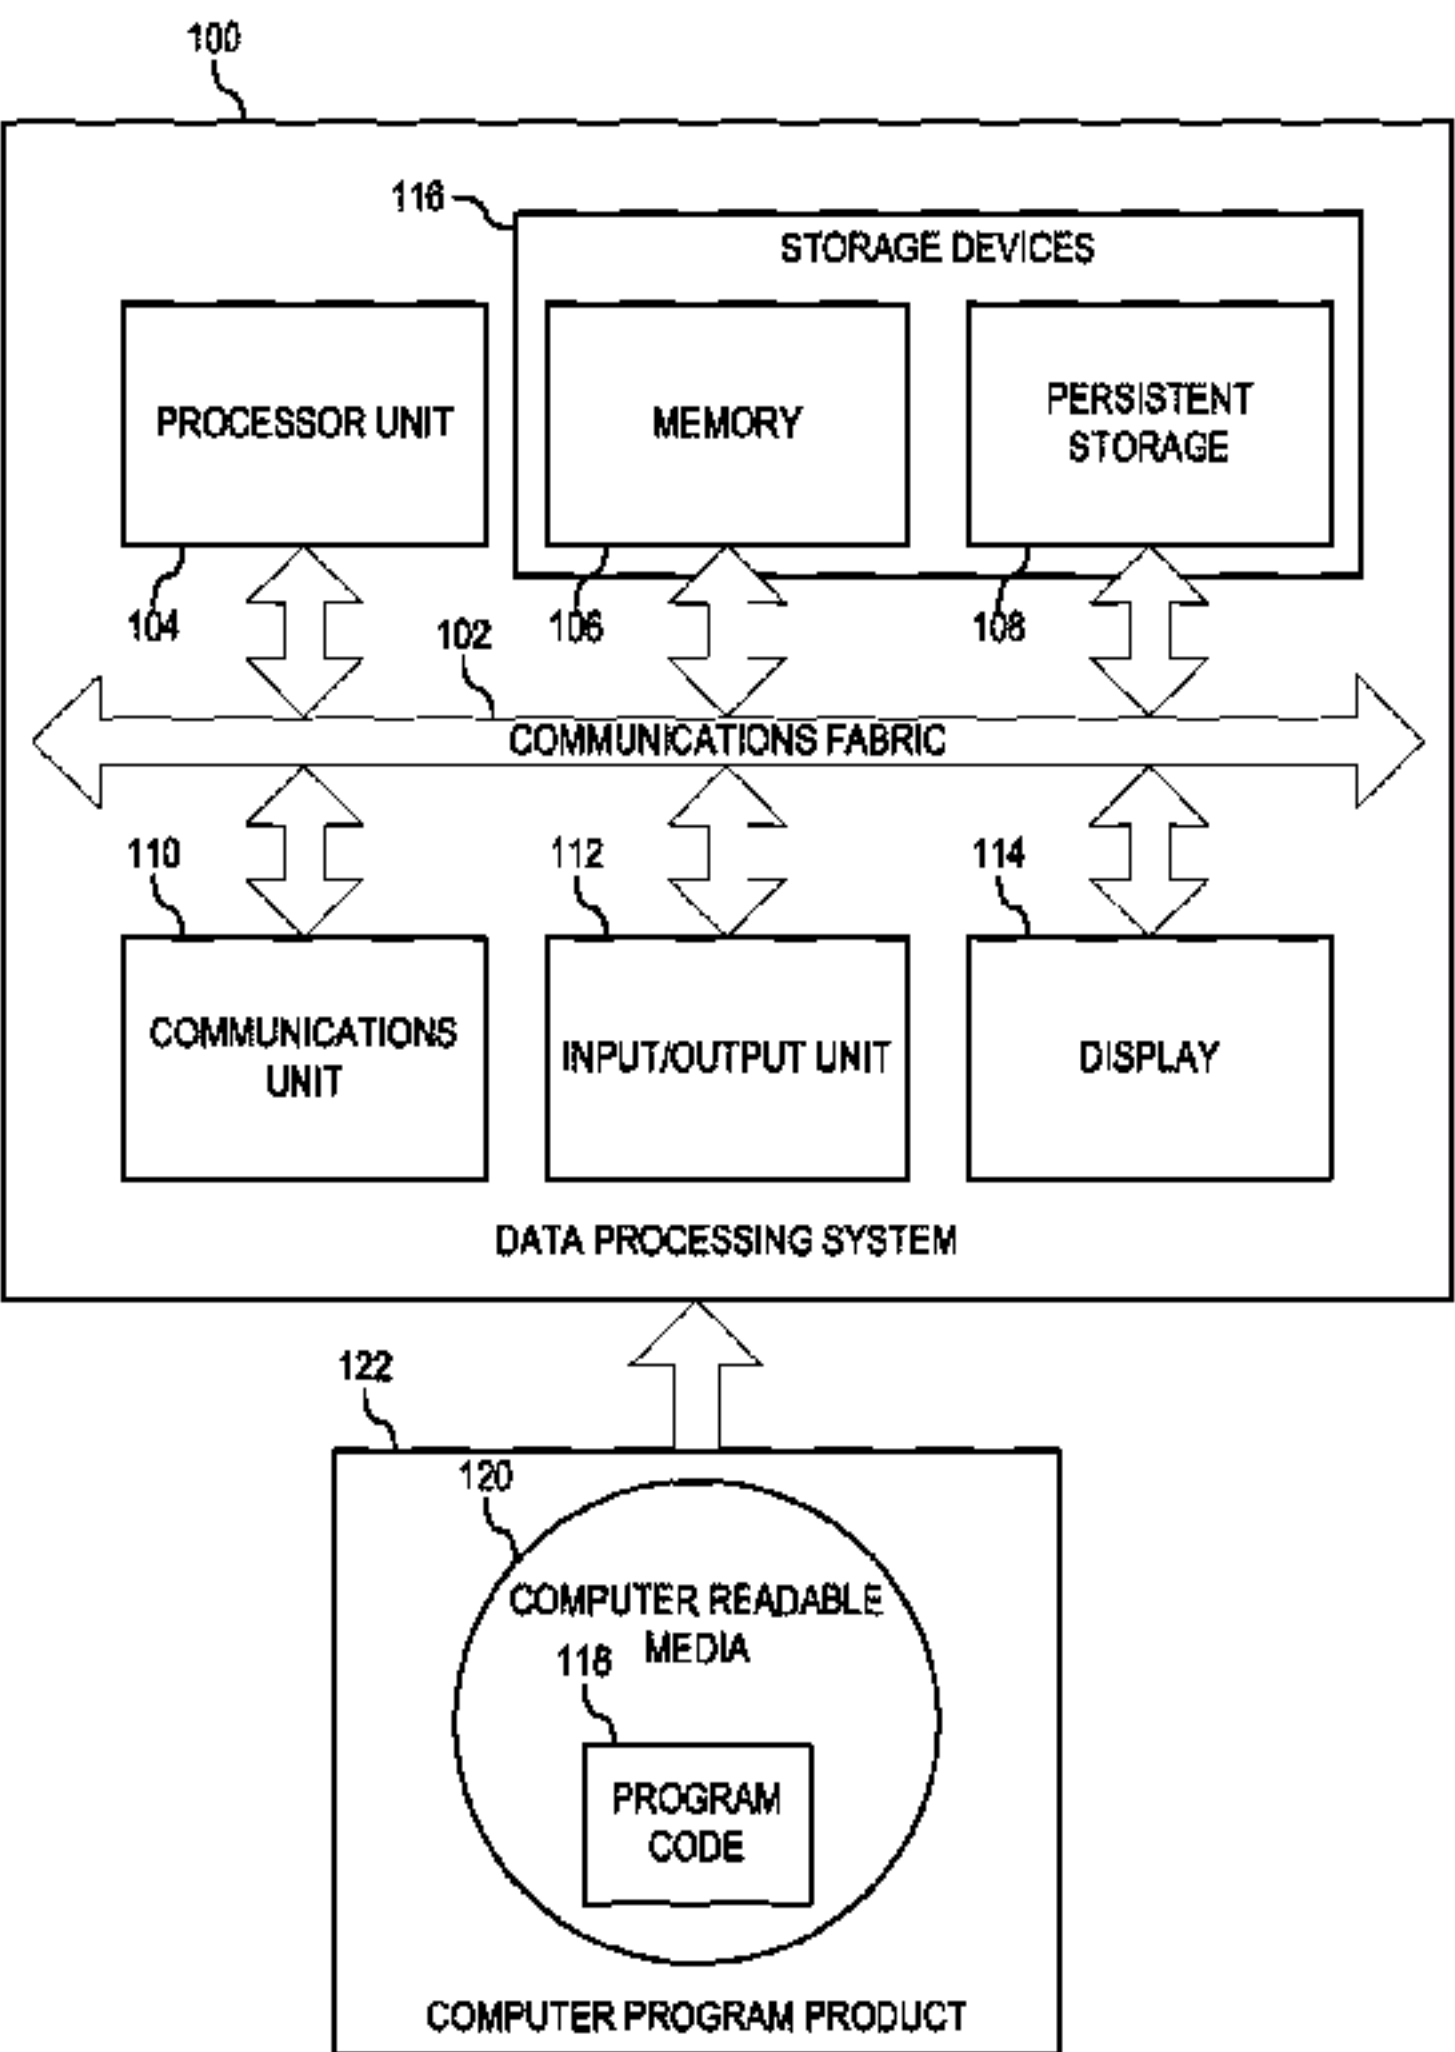 100
116
STORAGE DEVICES
PROCESSOR UNIT
MEMORY
PERSISTENT
STORAGE
104
106
108
102
COMMUNICATIONS FABRIC
110
112
114
COMMUNICATIONS
UNIT
INPUT/OUTPUT UNIT
DISPLAY
DATA PROCESSING SYSTEM
122
120
COMPUTER READABLE
MEDIA
118
PROGRAM
CODE
COMPUTER PROGRAM PRODUCT